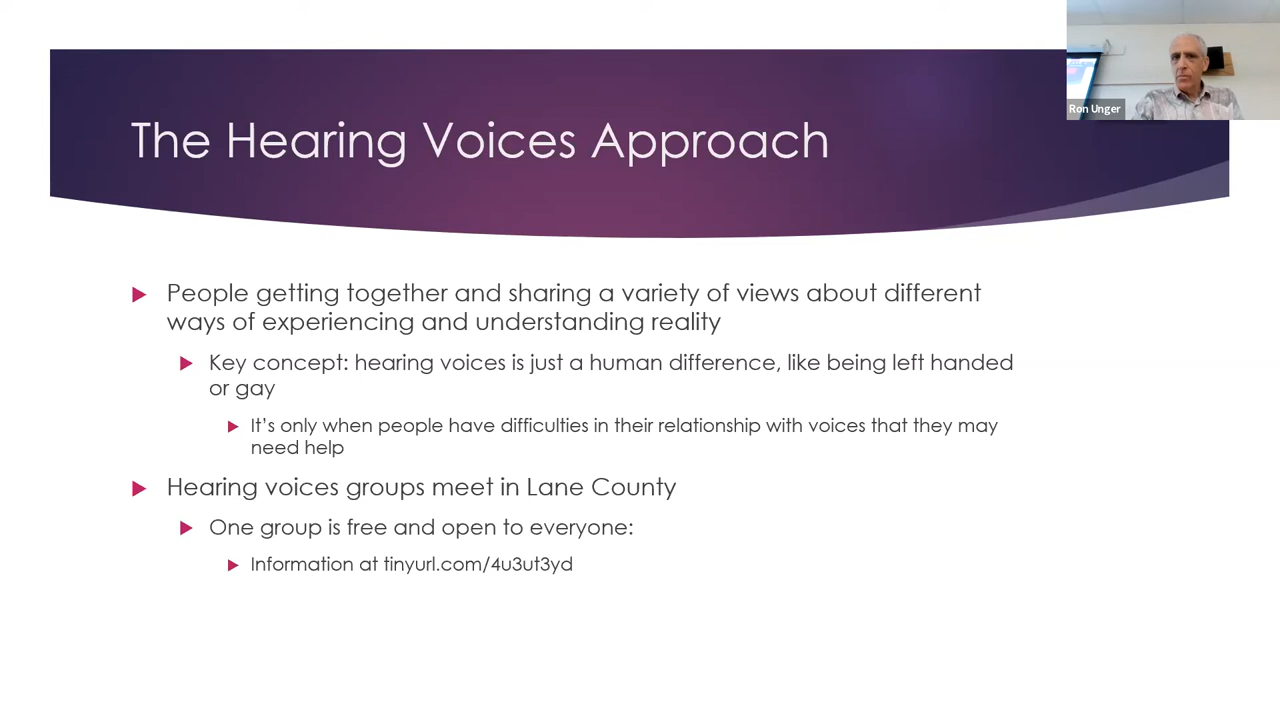 The Hearing Voices Approach
Ron Unger
People getting together and sharing a variety of views about different
ways of experiencing and understanding reality
Key concept: hearing voices is just a human difference, like being left handed
or gay
It's only when people have difficulties in their relationship with voices that they may
need help
Hearing voices groups meet in Lane County
One group is free and open to everyone:
Information at tinyurl.com/4u3ut3yd